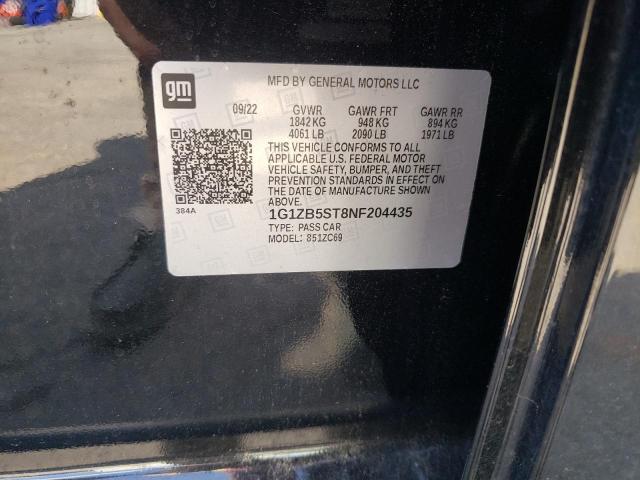 gm
MFD BY GENERAL MOTORS LLC
09/22 GVWR GAWR FRT GAWR RR
1842 KG 948 KG 894 KG
4061 LB 2090 LB 1971 LB
THIS VEHICLE CONFORMS TO ALL
APPLICABLE U.S. FEDERAL MOTOR
VEHICLE SAFETY, BUMPER, AND THEFT
PREVENTION STANDARDS IN EFFECT ON
THE DATE OF MANUFACTURE SHOWN
ABOVE.
384A
1G1ZB5ST8NF204435
TYPE: PASS CAR
MODEL: 851ZC69